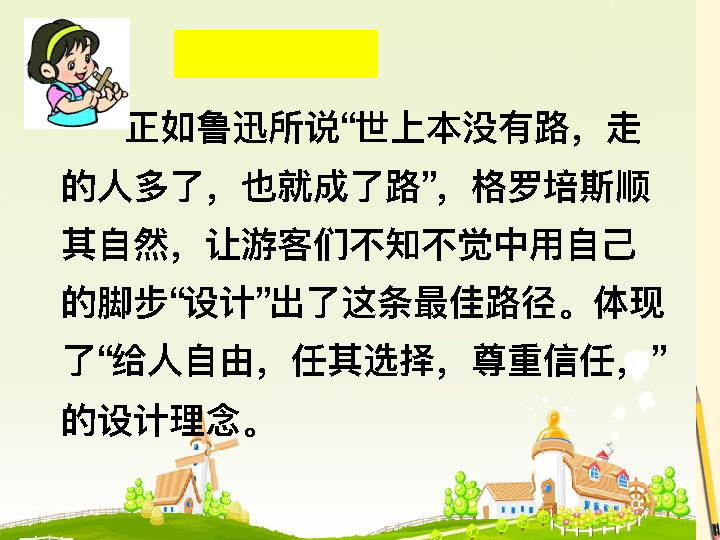 正如鲁迅所说“世上本没有路，走
的人多了，也就成了路”，格罗培斯顺
其自然，让游客们不知不觉中用自己
的脚步“设计”出了这条最佳路径。体现
了“给人自由，任其选择，尊重信任，”
的设计理念。